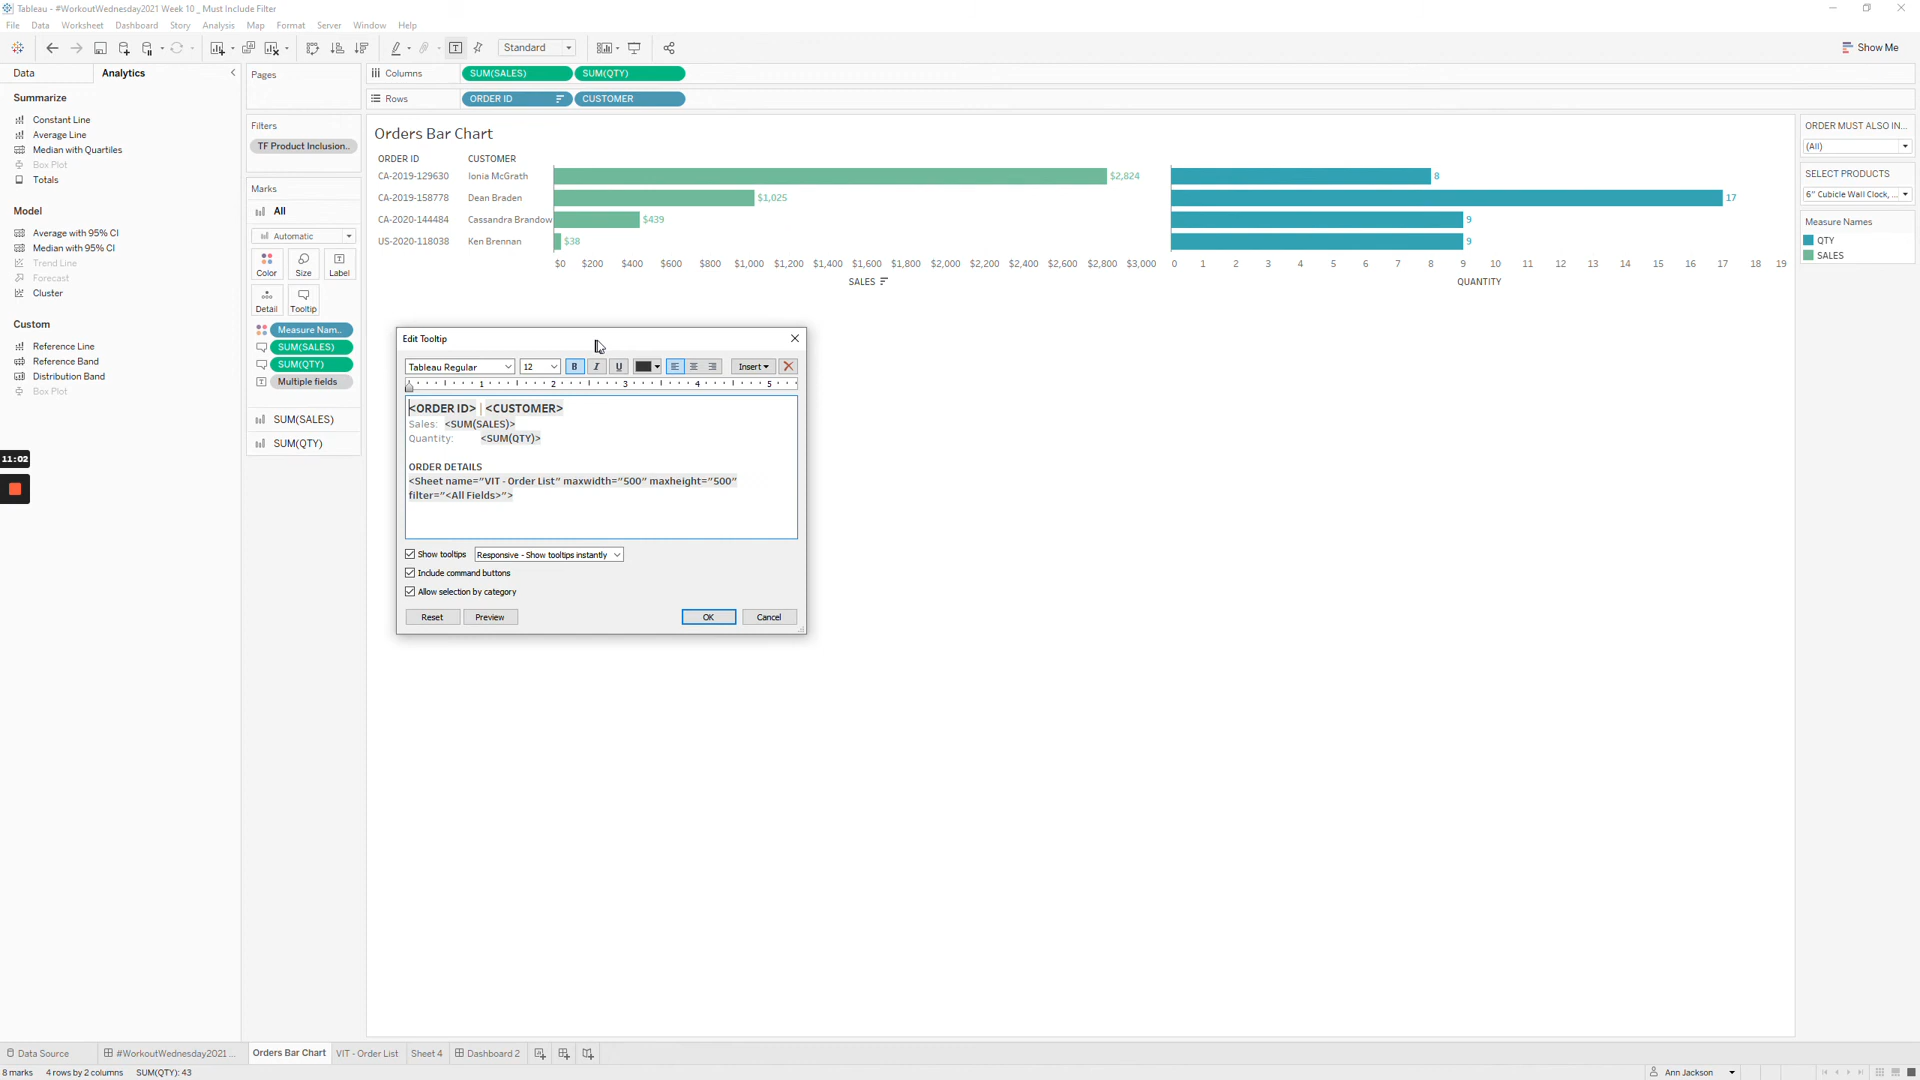 Tableau - #WorkoutWednesday2021 Week 10 _ Must Include Filter
File Data Worksheet Dashboard Story Analysis Map Format Server Window Help
Standard
Show Me
Data Analytics
Summarize
Constant Line
Average Line
Median with Quartiles
Box Plot
Totals
Model
Average with 95% CI
Median with 95% CI
Trend Line
Forecast
Cluster
Custom
Reference Line
Reference Band
Distribution Band
Box Plot
11:02
Pages
Filters
TF Product Inclusion..
Marks
All
Automatic
Color Size Label
Detail Tooltip
Measure Nam..
SUM(SALES)
SUM(QTY)
Multiple fields
SUM(SALES)
SUM(QTY)
Columns SUM(SALES) SUM(QTY)
Rows ORDER ID CUSTOMER
Orders Bar Chart
ORDER ID CUSTOMER
CA-2019-129630 Ionia McGrath $2,824 8
CA-2019-158778 Dean Braden $1,025 17
CA-2020-144484 Cassandra Brandow $439 9
US-2020-118038 Ken Brennan $38 9
$0 $200 $400 $600 $800 $1,000 $1,200 $1,400 $1,600 $1,800 $2,000 $2,200 $2,400 $2,600 $2,800 $3,000 0 1 2 3 4 5 6 7 8 9 10 11 12 13 14 15 16 17 18 19
SALES QUANTITY
ORDER MUST ALSO IN...
(All)
SELECT PRODUCTS
6" Cubicle Wall Clock, ...
Measure Names
QTY
SALES
Edit Tooltip
Tableau Regular 12 B I U Insert
1 2 3 4 5
<ORDER ID> | <CUSTOMER>
Sales: <SUM(SALES)>
Quantity: <SUM(QTY)>
ORDER DETAILS
<Sheet name="VIT - Order List" maxwidth="500" maxheight="500"
filter="<All Fields>">
Show tooltips Responsive - Show tooltips instantly
Include command buttons
Allow selection by category
Reset Preview OK Cancel
Data Source #WorkoutWednesday2021 ... Orders Bar Chart VIT - Order List Sheet 4 Dashboard 2
8 marks 4 rows by 2 columns SUM(QTY): 43 Ann Jackson